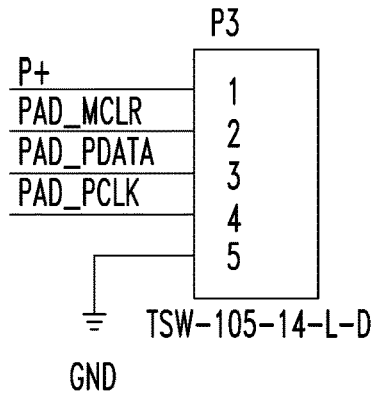 P3
P+
1
PAD_MCLR
2
PAD_PDATA
3
PAD_PCLK
4
5
TSW-105-14-L-D
GND